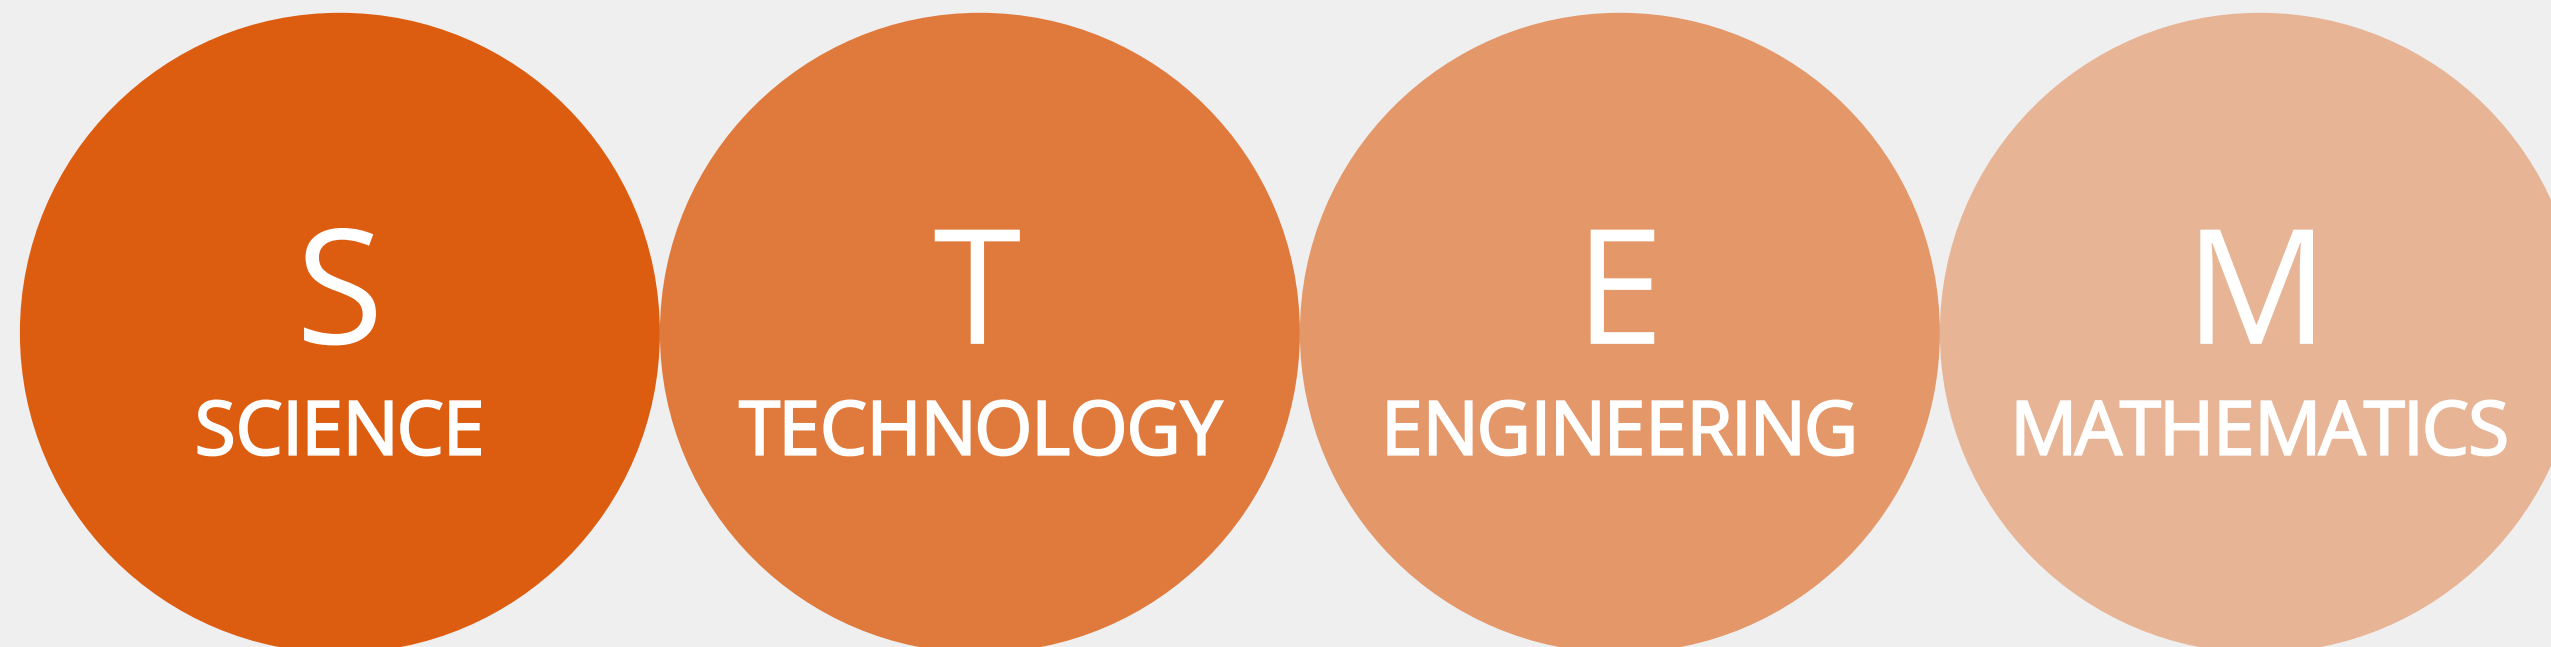 S
SCIENCE
T
TECHNOLOGY
E
ENGINEERING
M
MATHEMATICS